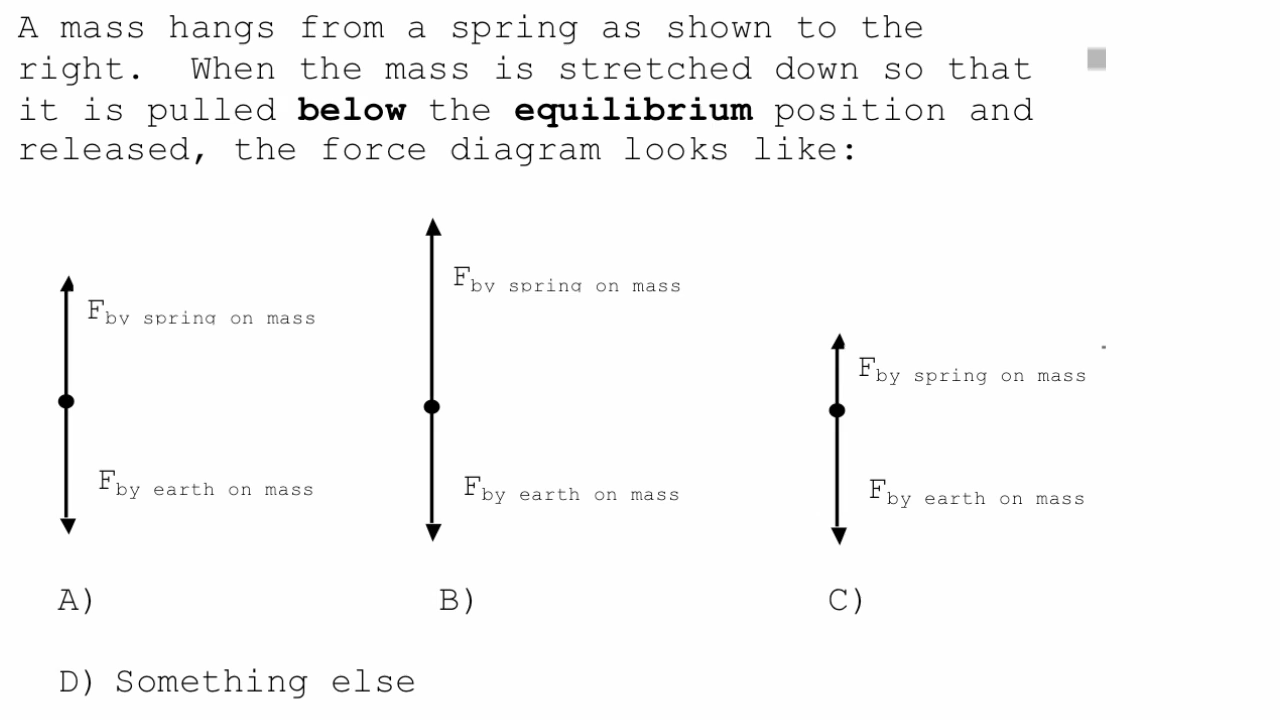 A mass hangs from a spring as shown to the
right. When the mass is stretched down so that
it is pulled below the equilibrium position and
released, the force diagram looks like:
Fby spring on mass
Fby spring on mass
Fby spring on mass
Fby earth on mass
Fby earth on mass
Fby earth on mass
A)
B)
C)
D) Something else